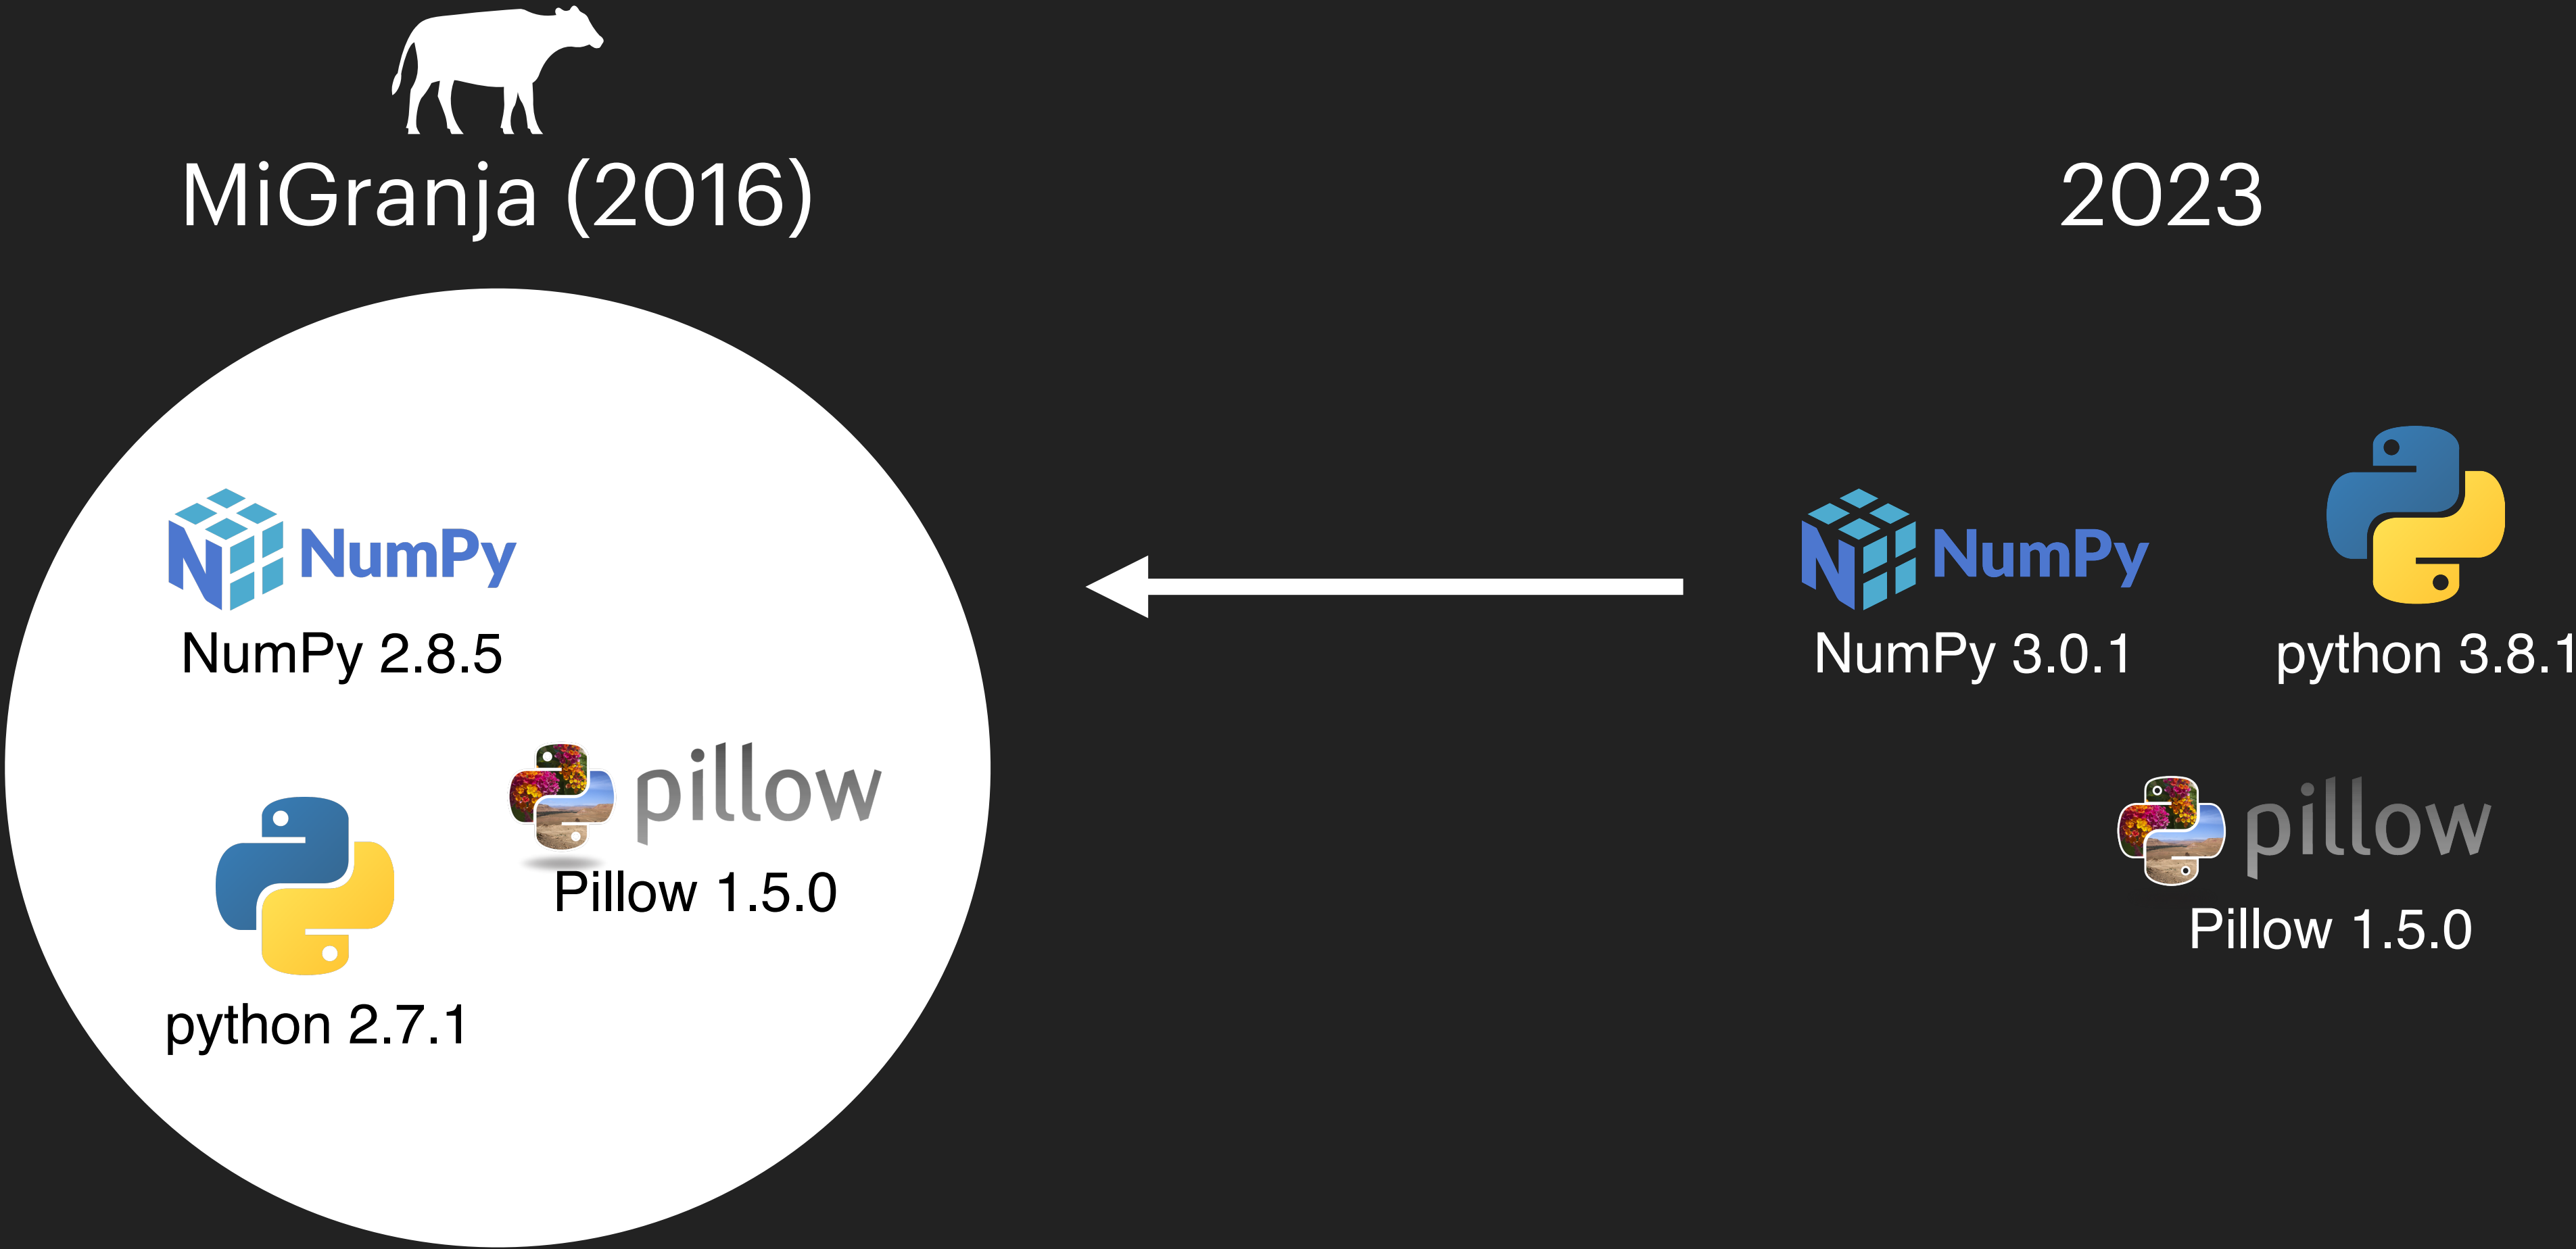 MiGranja (2016)
2023
NumPy
NumPy 2.8.5
pillow
Pillow 1.5.0
python 2.7.1
NumPy
NumPy 3.0.1
python 3.8.1
pillow
Pillow 1.5.0